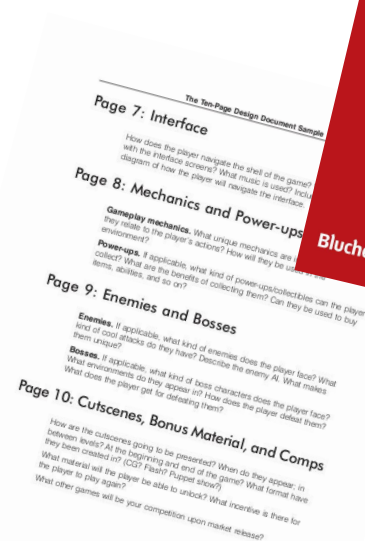 The Ten-Page Design Document Sample
Page 7: Interface
How does the player navigate the shell of the game?
with the interface screens? What music is used? Inclu
diagram of how the player will navigate the interface.
Page 8: Mechanics and Power-ups
Gameplay mechanics. What unique mechanics are i
they relate to the player's actions? How will they be used in the
environment?
Power-ups. If applicable, what kind of power-ups/collectibles can the player
collect? What are the benefits of collecting them? Can they be used to buy
items, abilities, and so on?
Page 9: Enemies and Bosses
Enemies. If applicable, what kind of enemies does the player face? What
kind of cool attacks do they have? Describe the enemy AI. What makes
them unique?
Bosses. If applicable, what kind of boss characters does the player face?
What environments do they appear in? How does the player defeat them?
What does the player get for defeating them?
Page 10: Cutscenes, Bonus Material, and Comps
How are the cutscenes going to be presented? When do they appear: in
between levels? At the beginning and end of the game? What format have
they been created in? (CG? Flash? Puppet show?)
What material will the player be able to unlock? What incentive is there for
the player to play again?
What other games will be your competition upon market release?
Bluche